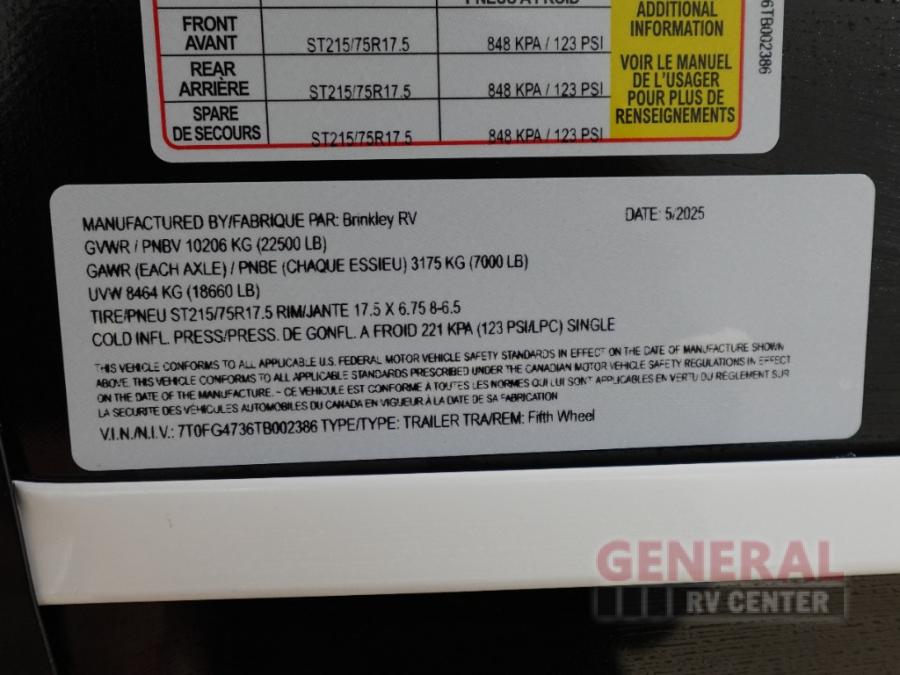 ADDITIONAL
INFORMATION
VOIR LE MANUEL
DE L'USAGER
POUR PLUS DE
RENSEIGNEMENTS
6TB002386
FRONT
AVANT ST215/75R17.5 848 KPA / 123 PSI
REAR
ARRIÈRE ST215/75R17.5 848 KPA / 123 PSI
SPARE
DE SECOURS ST215/75R17.5 848 KPA / 123 PSI
MANUFACTURED BY/FABRIQUE PAR: Brinkley RV DATE: 5/2025
GVWR / PNBV 10206 KG (22500 LB)
GAWR (EACH AXLE) / PNBE (CHAQUE ESSIEU) 3175 KG (7000 LB)
UVW 8464 KG (18660 LB)
TIRE/PNEU ST215/75R17.5 RIM/JANTE 17.5 X 6.75 8-6.5
COLD INFL. PRESS/PRESS. DE GONFL. A FROID 221 KPA (123 PSI/LPC) SINGLE
THIS VEHICLE CONFORMS TO ALL APPLICABLE U.S. FEDERAL MOTOR VEHICLE SAFETY STANDARDS IN EFFECT ON THE DATE OF MANUFACTURE SHOWN
ABOVE. THIS VEHICLE CONFORMS TO ALL APPLICABLE STANDARDS PRESCRIBED UNDER THE CANADIAN MOTOR VEHICLE SAFETY REGULATIONS IN EFFECT
ON THE DATE OF THE MANUFACTURE. - CE VEHICULE EST CONFORME A TOUTES LES NORMES QUI LUI SONT APPLICABLES EN VERTU DU RÈGLEMENT SUR
LA SECURITE DES VÉHICULES AUTOMOBILES DU CANADA EN VIGUEUR À LA DATE DE SA FABRICATION
V.I.N./N.I.V.: 7T0FG4736TB002386 TYPE/TYPE: TRAILER TRA/REM: Fifth Wheel
GENERAL
RV CENTER